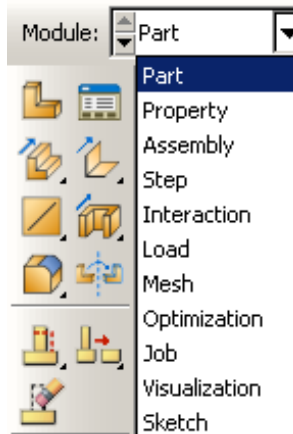 Module: Part
Part
Property
Assembly
Step
Interaction
Load
Mesh
Optimization
Job
Visualization
Sketch